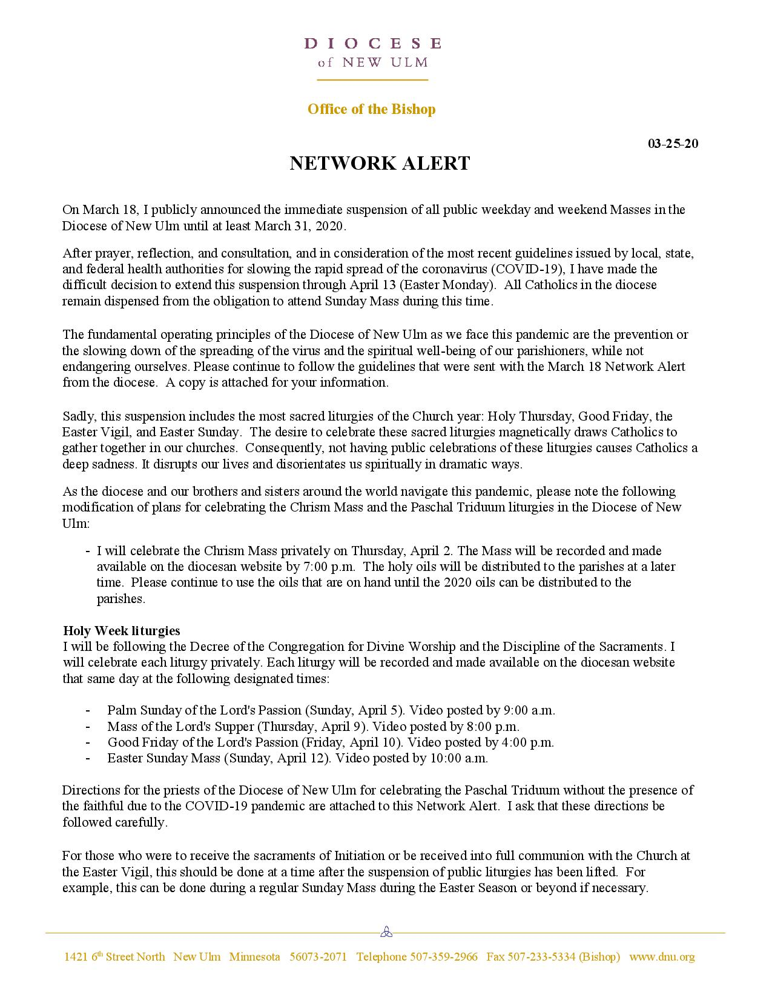 DIOCESE
of NEW ULM
Office of the Bishop
03-25-20
NETWORK ALERT
On March 18, I publicly announced the immediate suspension of all public weekday and weekend Masses in the
Diocese of New Ulm until at least March 31, 2020.
After prayer, reflection, and consultation, and in consideration of the most recent guidelines issued by local, state,
and federal health authorities for slowing the rapid spread of the coronavirus (COVID-19), I have made the
difficult decision to extend this suspension through April 13 (Easter Monday).  All Catholics in the diocese
remain dispensed from the obligation to attend Sunday Mass during this time.
The fundamental operating principles of the Diocese of New Ulm as we face this pandemic are the prevention or
the slowing down of the spreading of the virus and the spiritual well-being of our parishioners, while not
endangering ourselves. Please continue to follow the guidelines that were sent with the March 18 Network Alert
from the diocese.  A copy is attached for your information.
Sadly, this suspension includes the most sacred liturgies of the Church year: Holy Thursday, Good Friday, the
Easter Vigil, and Easter Sunday.  The desire to celebrate these sacred liturgies magnetically draws Catholics to
gather together in our churches.  Consequently, not having public celebrations of these liturgies causes Catholics a
deep sadness. It disrupts our lives and disorientates us spiritually in dramatic ways.
As the diocese and our brothers and sisters around the world navigate this pandemic, please note the following
modification of plans for celebrating the Chrism Mass and the Paschal Triduum liturgies in the Diocese of New
Ulm:
- I will celebrate the Chrism Mass privately on Thursday, April 2. The Mass will be recorded and made
available on the diocesan website by 7:00 p.m.  The holy oils will be distributed to the parishes at a later
time.  Please continue to use the oils that are on hand until the 2020 oils can be distributed to the
parishes.
Holy Week liturgies
I will be following the Decree of the Congregation for Divine Worship and the Discipline of the Sacraments. I
will celebrate each liturgy privately. Each liturgy will be recorded and made available on the diocesan website
that same day at the following designated times:
- Palm Sunday of the Lord's Passion (Sunday, April 5). Video posted by 9:00 a.m.
- Mass of the Lord's Supper (Thursday, April 9). Video posted by 8:00 p.m.
- Good Friday of the Lord's Passion (Friday, April 10). Video posted by 4:00 p.m.
- Easter Sunday Mass (Sunday, April 12). Video posted by 10:00 a.m.
Directions for the priests of the Diocese of New Ulm for celebrating the Paschal Triduum without the presence of
the faithful due to the COVID-19 pandemic are attached to this Network Alert.  I ask that these directions be
followed carefully.
For those who were to receive the sacraments of Initiation or be received into full communion with the Church at
the Easter Vigil, this should be done at a time after the suspension of public liturgies has been lifted.  For
example, this can be done during a regular Sunday Mass during the Easter Season or beyond if necessary.
1421 6th Street North   New Ulm   Minnesota   56073-2071   Telephone 507-359-2966   Fax 507-233-5334 (Bishop)   www.dnu.org